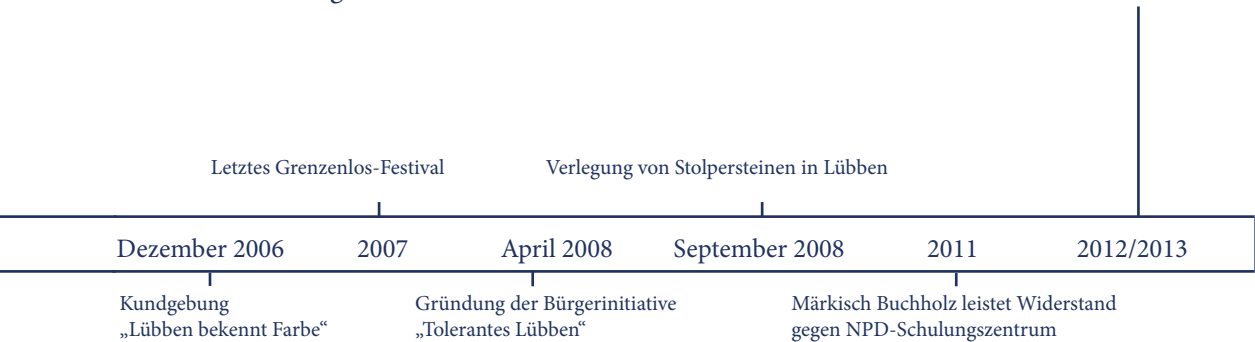 Letztes Grenzenlos-Festival
Verlegung von Stolpersteinen in Lübben
Dezember 2006
2007
April 2008
September 2008
2011
2012/2013
Kundgebung
„Lübben bekennt Farbe“
Gründung der Bürgerinitiative
„Tolerantes Lübben“
Märkisch Buchholz leistet Widerstand
gegen NPD-Schulungszentrum